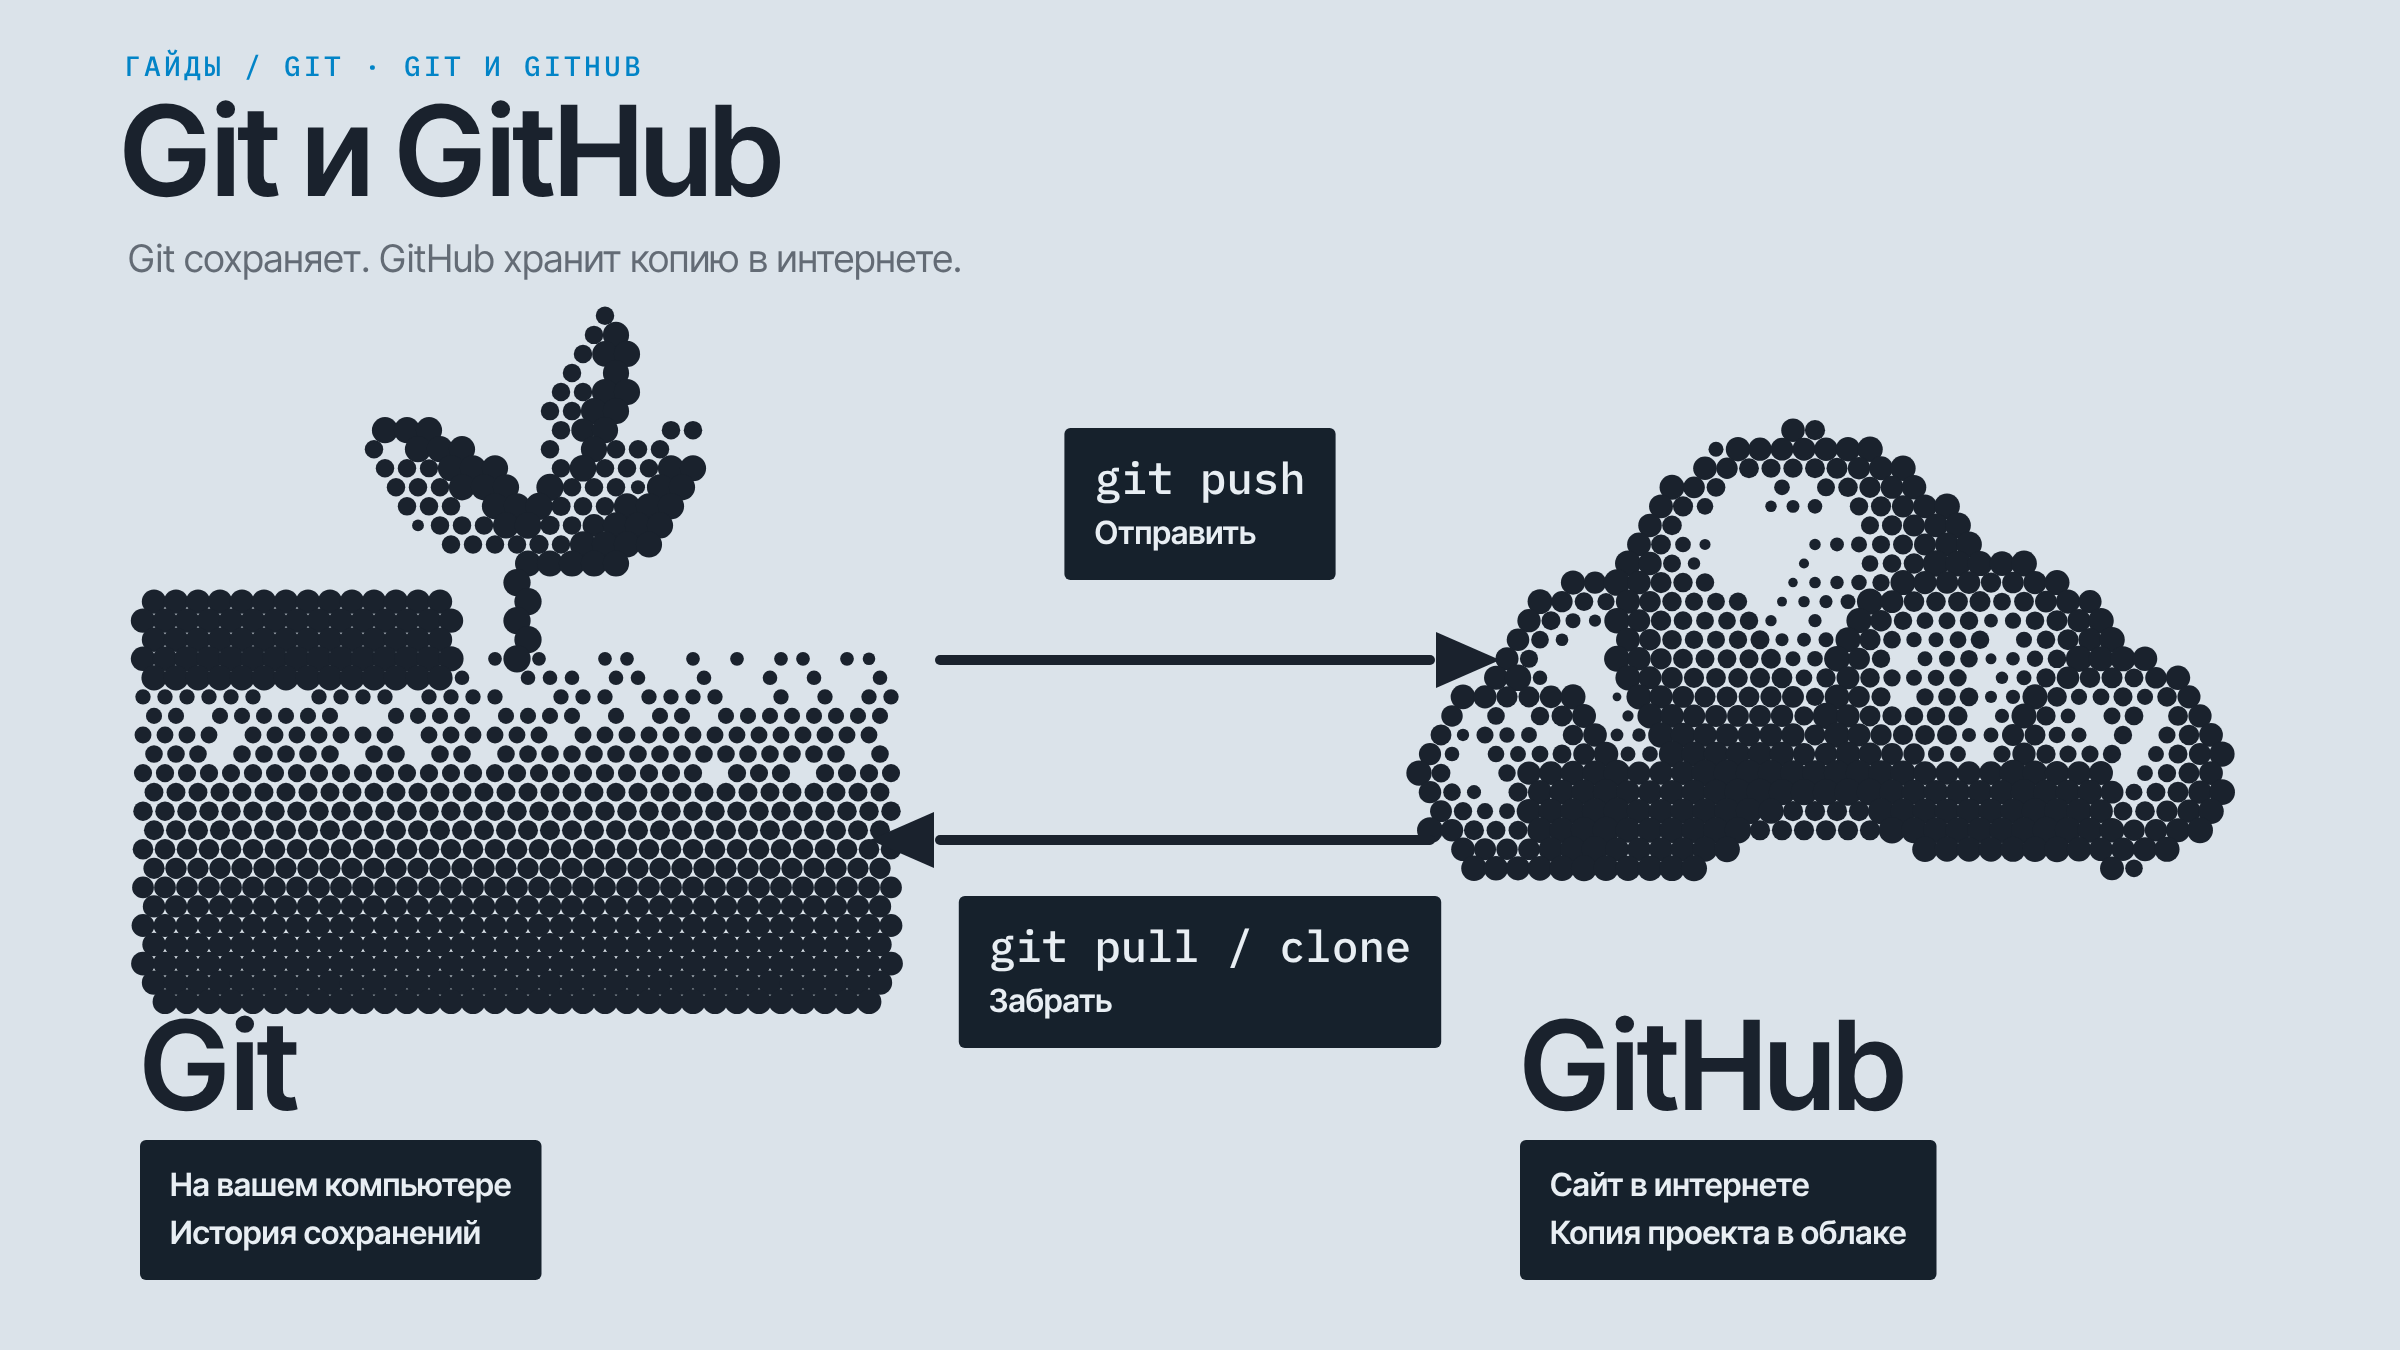 ГАЙДЫ / GIT · GIT И GITHUB
Git и GitHub
Git сохраняет. GitHub хранит копию в интернете.
git push
Отправить
git pull / clone
Забрать
Git
На вашем компьютере
История сохранений
GitHub
Сайт в интернете
Копия проекта в облаке